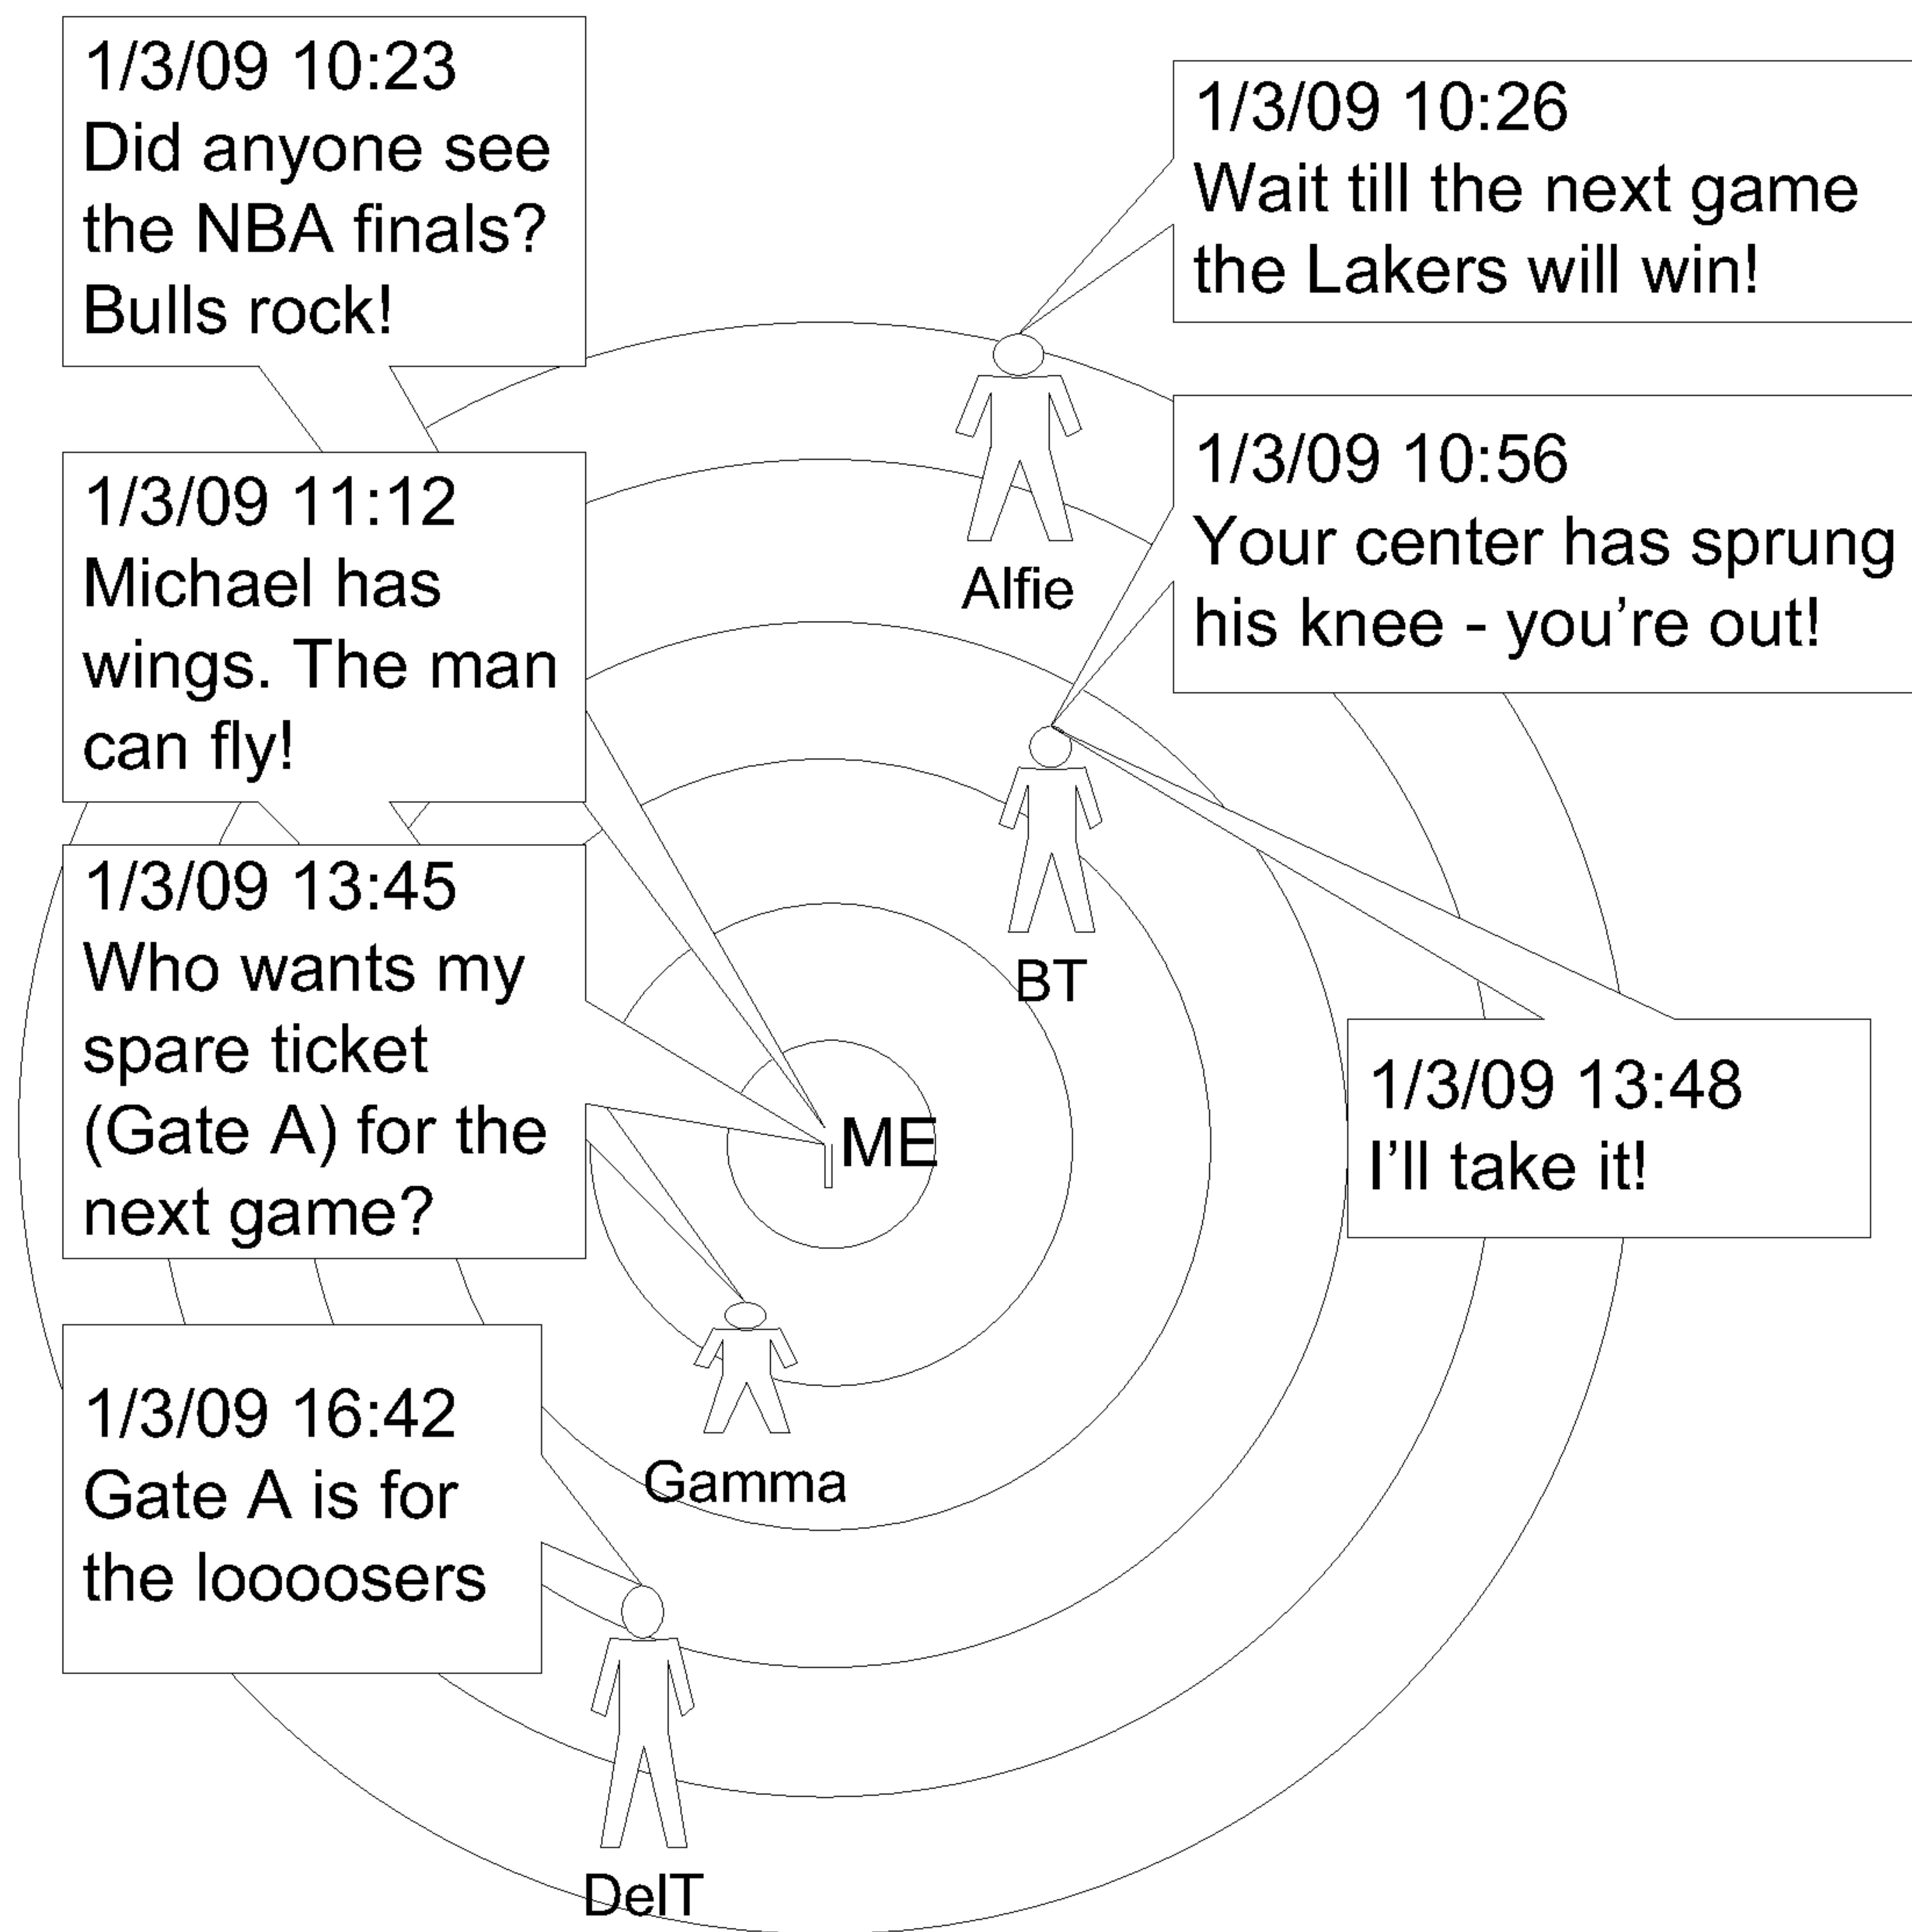 1/3/09 10:23
Did anyone see
the NBA finals?
Bulls rock!
1/3/09 10:26
Wait till the next game
the Lakers will win!
Alfie
1/3/09 10:56
Your center has sprung
his knee - you're out!
1/3/09 11:12
Michael has
wings. The man
can fly!
BT
1/3/09 13:45
Who wants my
spare ticket
(Gate A) for the
next game?
ME
1/3/09 13:48
I'll take it!
Gamma
1/3/09 16:42
Gate A is for
the loooosers
DelT